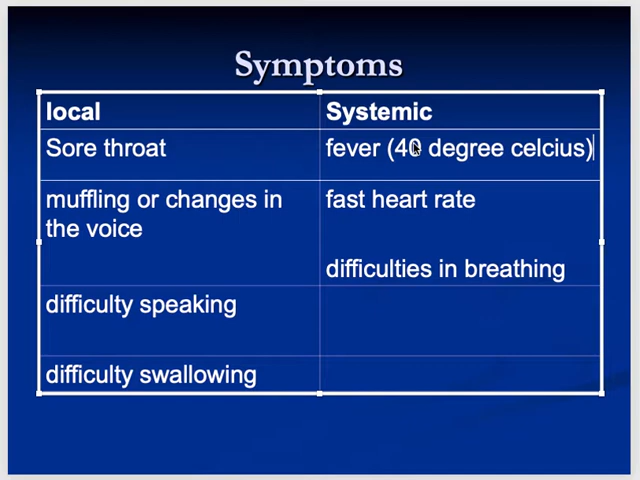 Symptoms
local
Systemic
Sore throat
fever (40 degree celcius)
muffling or changes in
the voice
fast heart rate
difficulties in breathing
difficulty speaking
difficulty swallowing